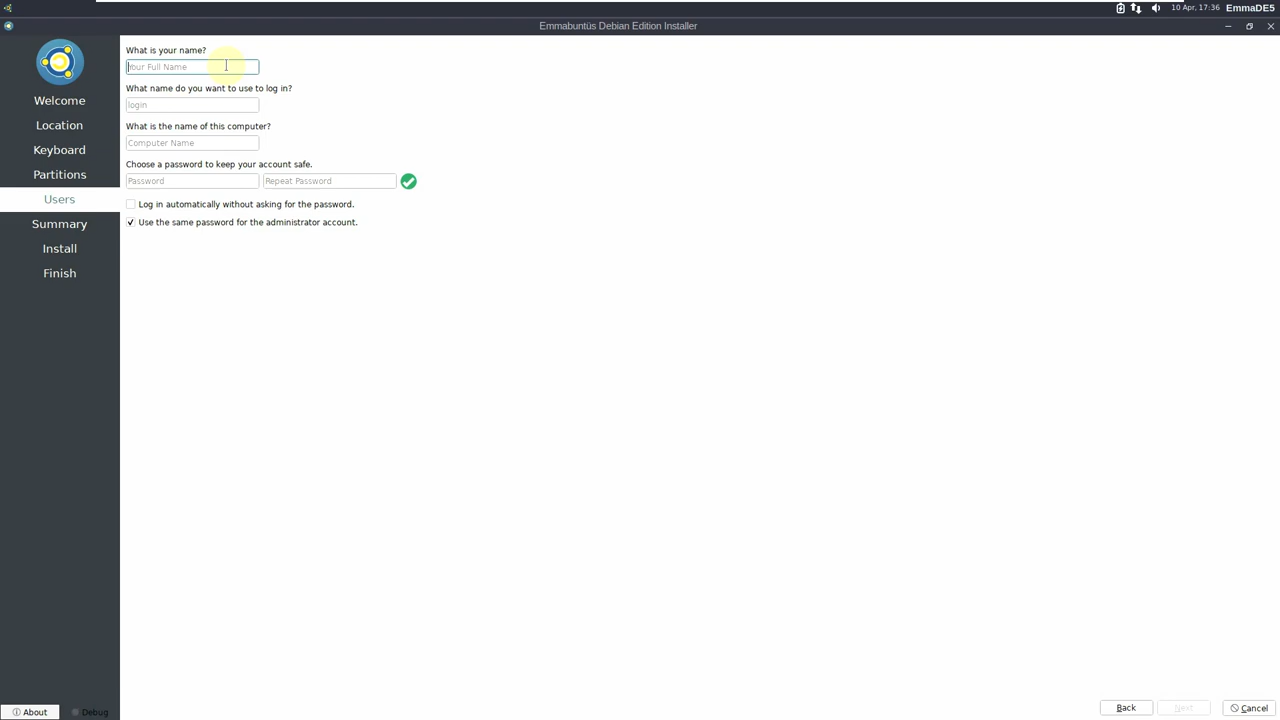 10 Apr, 17:36 EmmaDE5
Emmabuntüs Debian Edition Installer
Welcome
Location
Keyboard
Partitions
Users
Summary
Install
Finish
What is your name?
Your Full Name
What name do you want to use to log in?
login
What is the name of this computer?
Computer Name
Choose a password to keep your account safe.
Password Repeat Password
Log in automatically without asking for the password.
Use the same password for the administrator account.
About Debug
Back Next Cancel